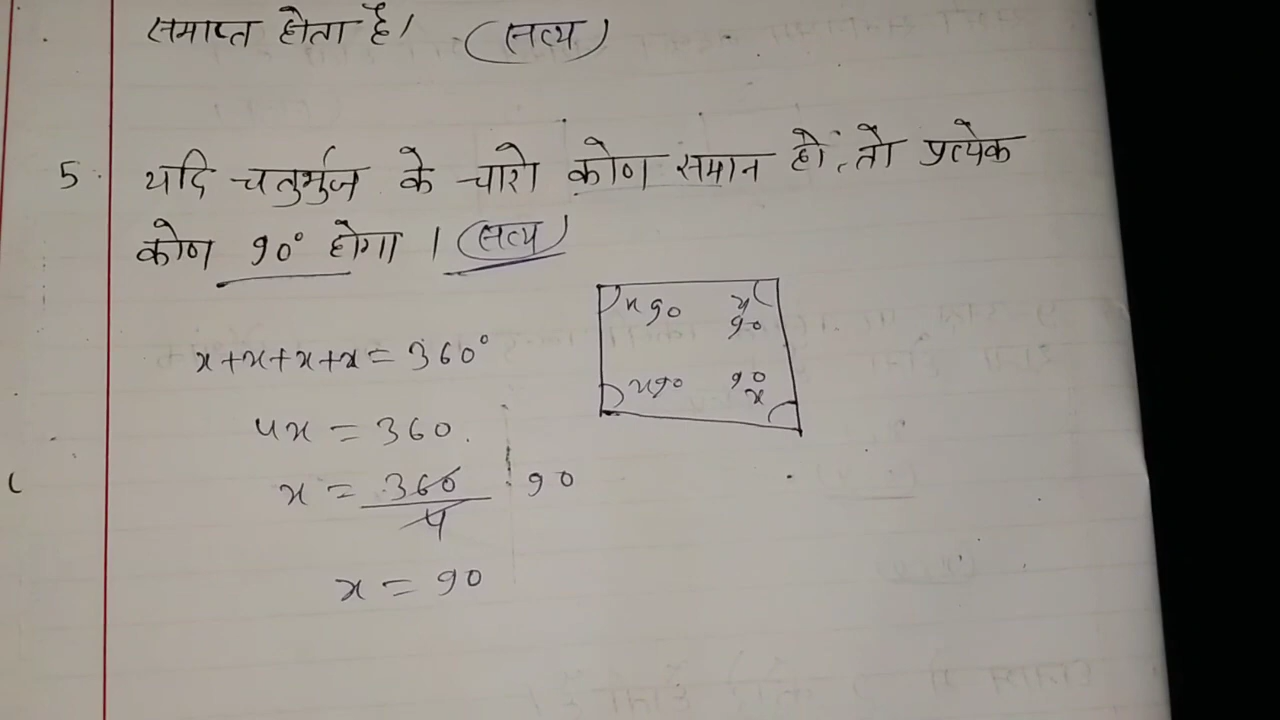 समाप्त होता है। (सत्य)
5. यदि चतुर्भुज के चारो कोण समान हों, तो प्रत्येक
कोण 90° होगा । (सत्य)
x 90 x 90
x+x+x+x = 360°
x 90 90 x
4x = 360.
x = 360/4 90
x = 90